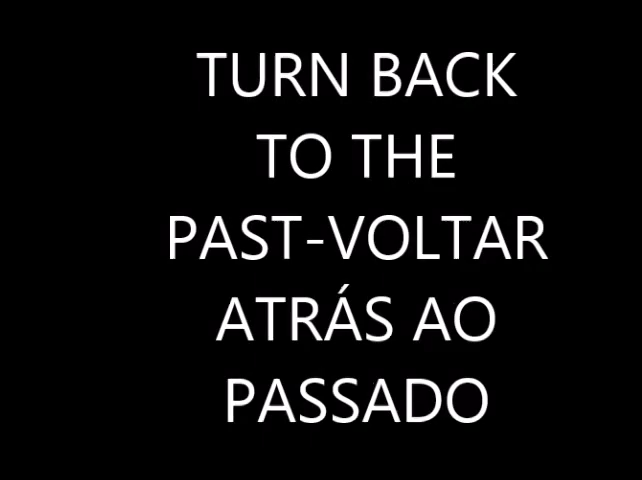 TURN BACK
TO THE
PAST-VOLTAR
ATRÁS AO
PASSADO